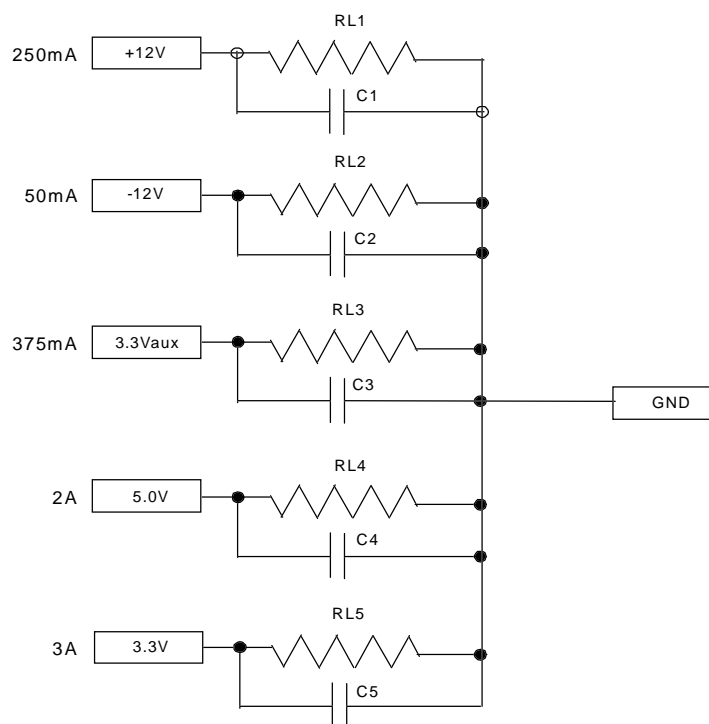 RL1
250mA +12V
C1
RL2
50mA -12V
C2
RL3
375mA 3.3Vaux
C3
GND
RL4
2A 5.0V
C4
RL5
3A 3.3V
C5